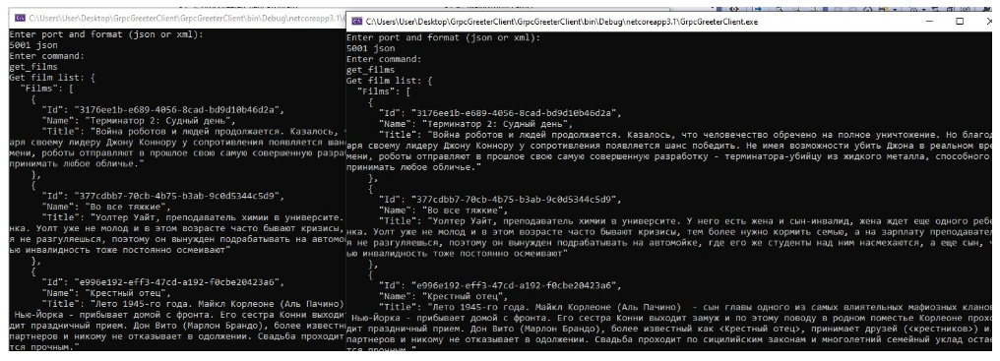 C:\Users\User\Desktop\GrpcGreeterClient\GrpcGreeterClient\bin\Debug\netcoreapp3.1\
Enter port and format (json or xml):
5001 json
Enter command:
get_films
Get film list: {
"Films": [
{
"Id": "3176ee1b-e689-4056-8cad-bd9d10b46d2a",
"Name": "Терминатор 2: Судный день",
"Title": "Война роботов и людей продолжается. Казалось,
аря своему лидеру Джону Коннору у сопротивления появляется шан
мени, роботы отправляют в прошлое свою самую совершенную разра
принимать любое обличье."
},
{
"Id": "377cdbb7-70cb-4b75-b3ab-9c0d5344c5d9",
"Name": "Во все тяжкие",
"Title": "Уолтер Уайт, преподаватель химии в университе.
нка. Уолт уже не молод и в этом возрасте часто бывают кризисы,
я не разгуляешься, поэтому он вынужден подрабатывать на автомо
ью инвалидность тоже постоянно осмеивают"
},
{
"Id": "e996e192-eff3-47cd-a192-f0cbe20423a6",
"Name": "Крестный отец",
"Title": "Лето 1945-го года. Майкл Корлеоне (Аль Пачино)
Нью-Йорка - прибывает домой с фронта. Его сестра Конни выходит
дит праздничный прием. Дон Вито (Марлон Брандо), более известн
партнеров и никому не отказывает в одолжении. Свадьба проходит
тся прочным."
C:\Users\User\Desktop\GrpcGreeterClient\GrpcGreeterClient\bin\Debug\netcoreapp3.1\GrpcGreeterClient.exe
Enter port and format (json or xml):
5001 json
Enter command:
get_films
Get film list: {
"Films": [
{
"Id": "3176ee1b-e689-4056-8cad-bd9d10b46d2a",
"Name": "Терминатор 2: Судный день",
"Title": "Война роботов и людей продолжается. Казалось, что человечество обречено на полное уничтожение. Но благод
аря своему лидеру Джону Коннору у сопротивления появляется шанс победить. Не имея возможности убить Джона в реальном вре
мени, роботы отправляют в прошлое свою самую совершенную разработку - терминатора-убийцу из жидкого металла, способного
принимать любое обличье."
},
{
"Id": "377cdbb7-70cb-4b75-b3ab-9c0d5344c5d9",
"Name": "Во все тяжкие",
"Title": "Уолтер Уайт, преподаватель химии в университе. У него есть жена и сын-инвалид, жена ждет еще одного ребе
нка. Уолт уже не молод и в этом возрасте часто бывают кризисы, тем более нужно кормить семью, а на зарплату преподавател
я не разгуляешься, поэтому он вынужден подрабатывать на автомойке, где его же студенты над ним насмехаются, а еще сын, ч
ью инвалидность тоже постоянно осмеивают"
},
{
"Id": "e996e192-eff3-47cd-a192-f0cbe20423a6",
"Name": "Крестный отец",
"Title": "Лето 1945-го года. Майкл Корлеоне (Аль Пачино) - сын главы одного из самых влиятельных мафиозных кланов
Нью-Йорка - прибывает домой с фронта. Его сестра Конни выходит замуж и по этому поводу в родном поместье Корлеоне прохо
дит праздничный прием. Дон Вито (Марлон Брандо), более известный как <Крестный отец>, принимает друзей (<крестников>) и
партнеров и никому не отказывает в одолжении. Свадьба проходит по сицилийским законам и многолетний семейный уклад остае
тся прочным."